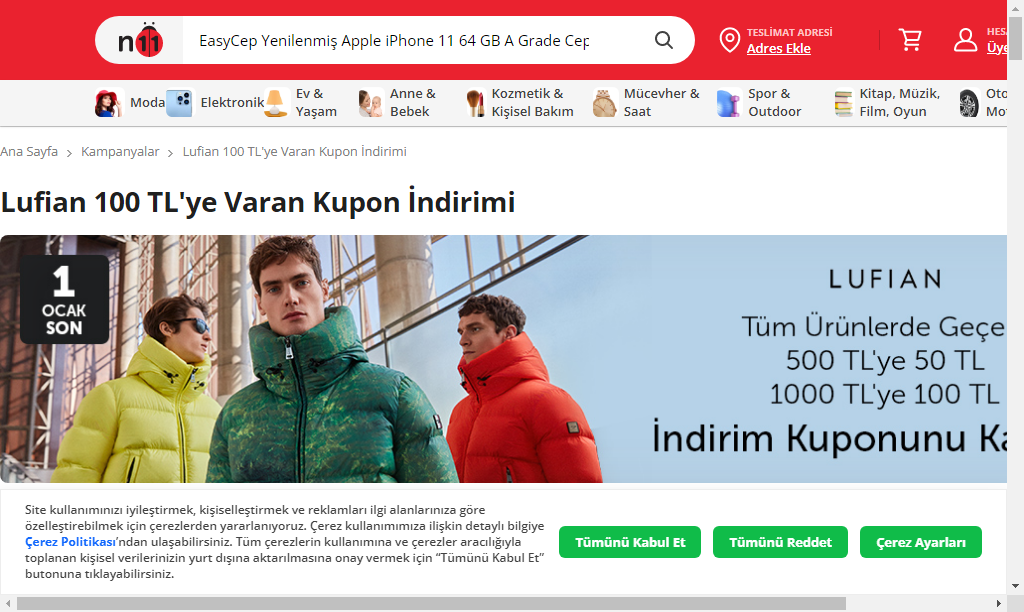 n11
EasyCep Yenilenmiş Apple iPhone 11 64 GB A Grade Cep
TESLİMAT ADRESİ
Adres Ekle
Moda
Elektronik
Ev &
Yaşam
Anne &
Bebek
Kozmetik &
Kişisel Bakım
Mücevher &
Saat
Spor &
Outdoor
Kitap, Müzik,
Film, Oyun
Ana Sayfa
Kampanyalar
Lufian 100 TL'ye Varan Kupon İndirimi
Lufian 100 TL'ye Varan Kupon İndirimi
1
OCAK
SON
LUFIAN
Tüm Ürünlerde Geçe
500 TL'ye 50 TL
1000 TL'ye 100 TL
İndirim Kuponunu
Site kullanımınızı iyileştirmek, kişiselleştirmek ve reklamları ilgi alanlarınıza göre
özelleştirebilmek için çerezlerden yararlanıyoruz. Çerez kullanımımıza ilişkin detaylı bilgiye
Çerez Politikası’ndan ulaşabilirsiniz. Tüm çerezlerin kullanımına ve çerezler aracılığıyla
toplanan kişisel verilerinizin yurt dışına aktarılmasına onay vermek için “Tümünü Kabul Et”
butonuna tıklayabilirsiniz.
Tümünü Kabul Et
Tümünü Reddet
Çerez Ayarları